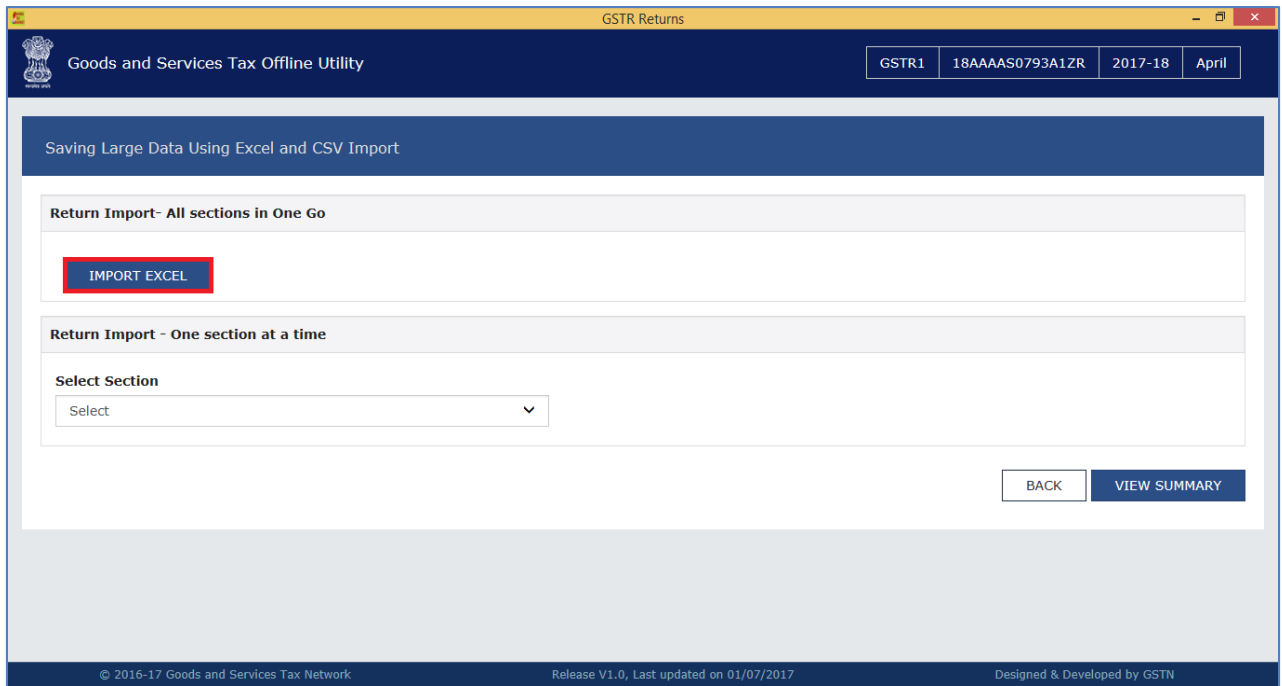 GSTR Returns
Goods and Services Tax Offline Utility
GSTR1 18AAAAS0793A1ZR 2017-18 April
Saving Large Data Using Excel and CSV Import
Return Import- All sections in One Go
IMPORT EXCEL
Return Import - One section at a time
Select Section
Select
BACK VIEW SUMMARY
© 2016-17 Goods and Services Tax Network Release V1.0, Last updated on 01/07/2017 Designed & Developed by GSTN